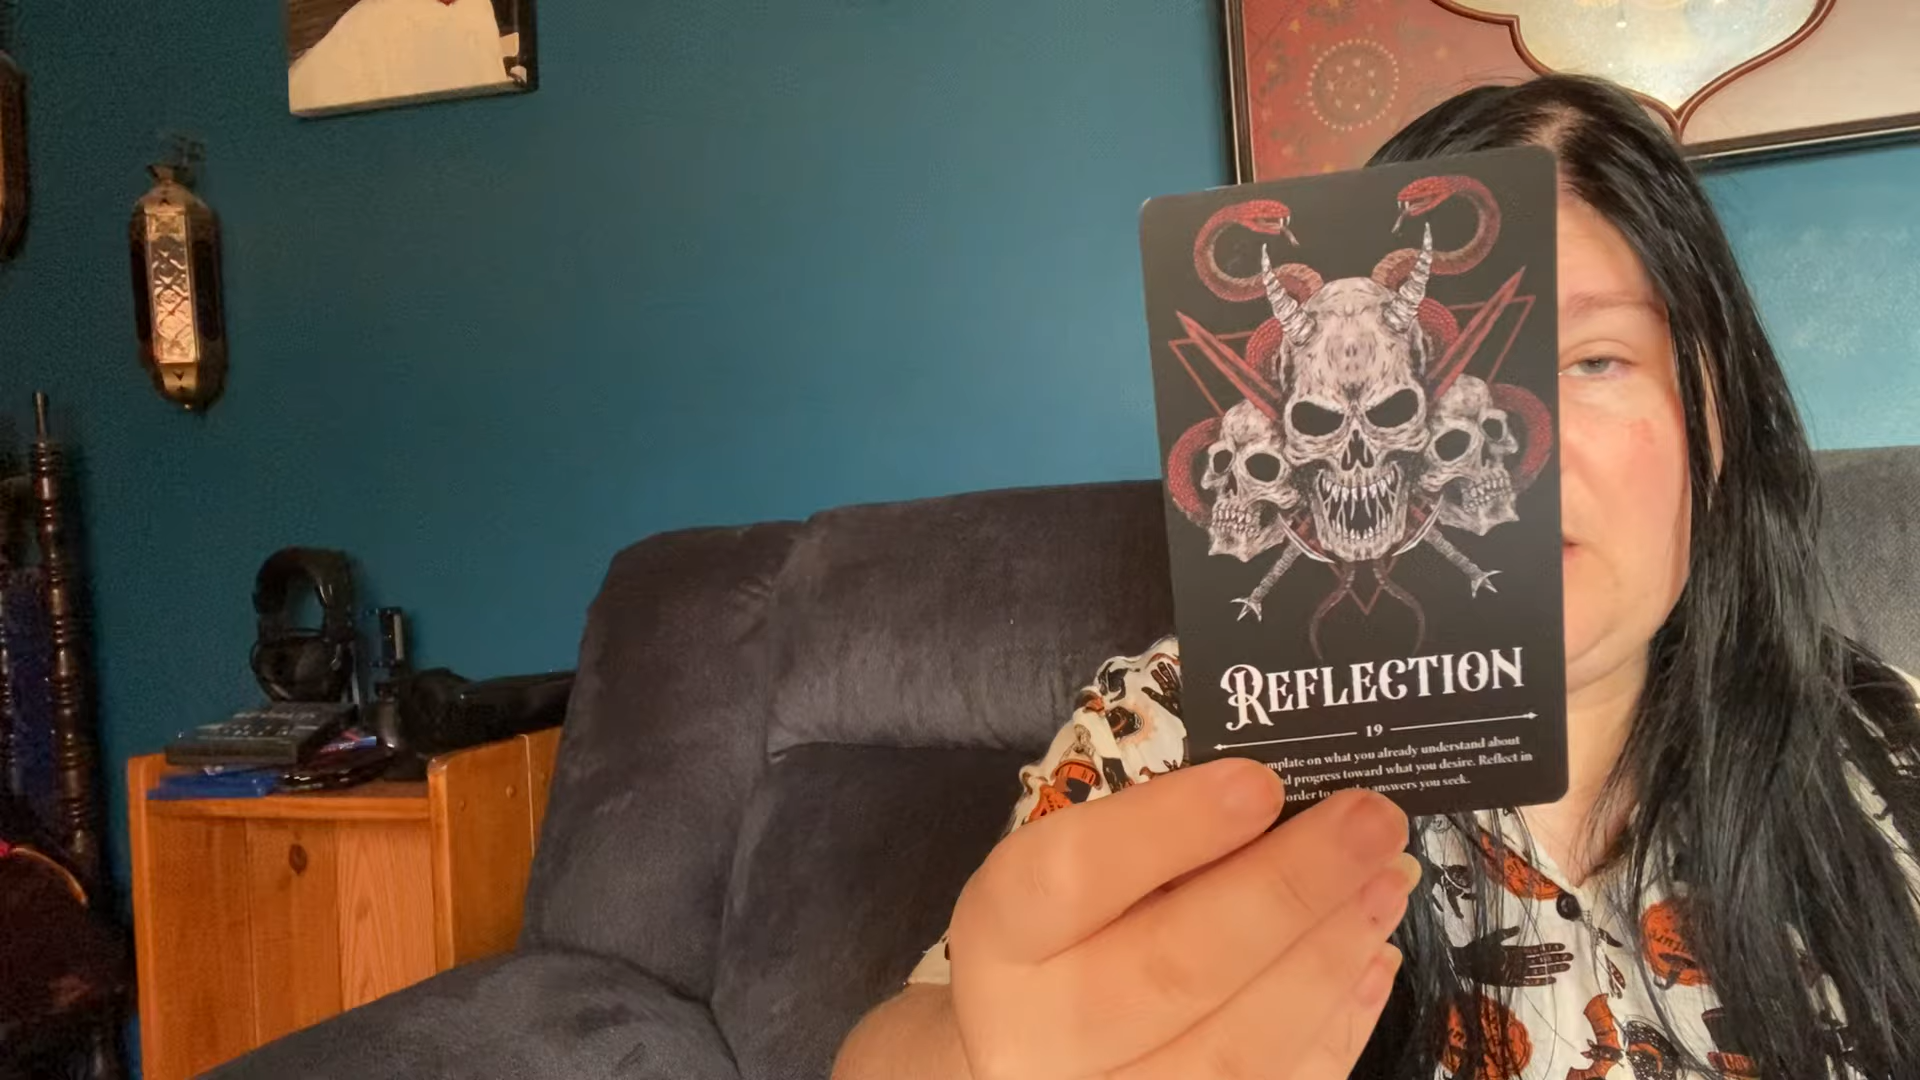 REFLECTION
19
mplate on what you already understand about
d progress toward what you desire. Reflect in
order to answers you seek.